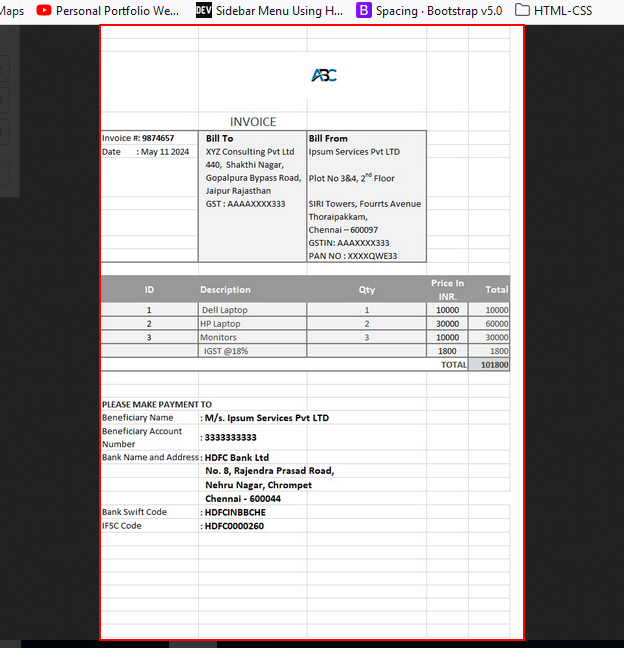 Maps
Personal Portfolio We...
DEV Sidebar Menu Using H...
B Spacing · Bootstrap v5.0
HTML-CSS
ABC
INVOICE
Invoice #: 9874657
Date : May 11 2024
Bill To
XYZ Consulting Pvt Ltd
440, Shakthi Nagar,
Gopalpura Bypass Road,
Jaipur Rajasthan
GST : AAAAXXXX333
Bill From
Ipsum Services Pvt LTD
Plot No 3&4, 2nd Floor
SIRI Towers, Fourrts Avenue
Thoraipakkam,
Chennai – 600097
GSTIN: AAAXXXX333
PAN NO : XXXXQWE33
ID Description Qty Price In INR. Total
1 Dell Laptop 1 10000 10000
2 HP Laptop 2 30000 60000
3 Monitors 3 10000 30000
IGST @18% 1800 1800
TOTAL 101800
PLEASE MAKE PAYMENT TO
Beneficiary Name : M/s. Ipsum Services Pvt LTD
Beneficiary Account Number : 3333333333
Bank Name and Address : HDFC Bank Ltd
No. 8, Rajendra Prasad Road,
Nehru Nagar, Chrompet
Chennai - 600044
Bank Swift Code : HDFCINBBCHE
IFSC Code : HDFC0000260